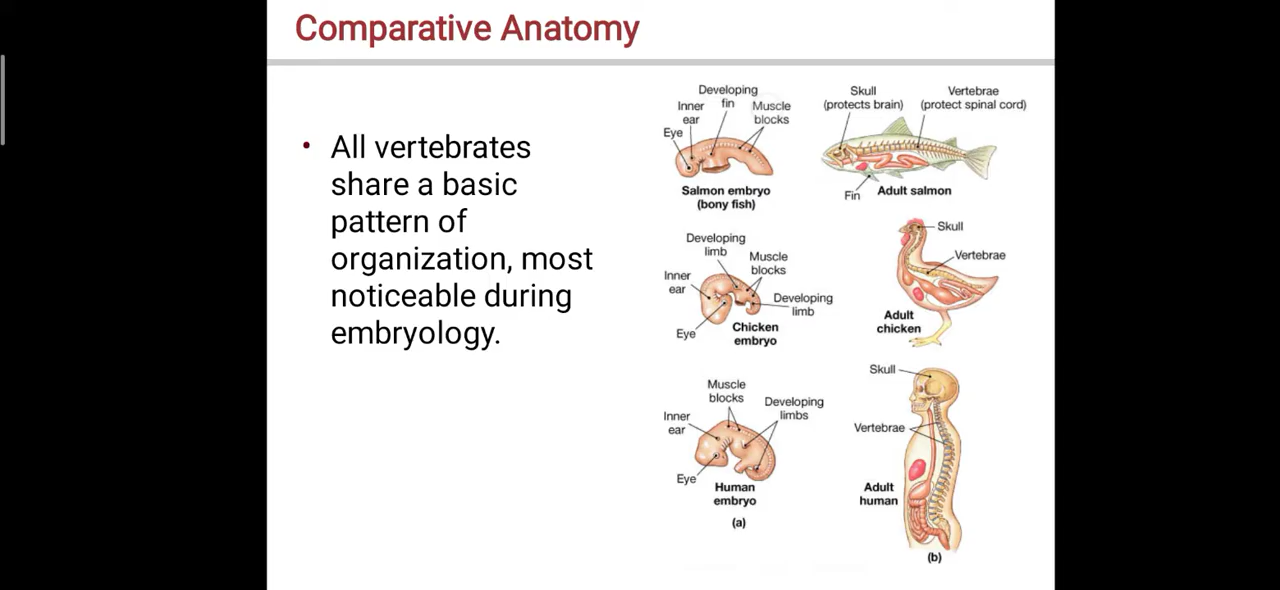 Comparative Anatomy
• All vertebrates
share a basic
pattern of
organization, most
noticeable during
embryology.
Developing
fin
Inner
ear
Muscle
blocks
Eye
Salmon embryo
(bony fish)
Skull
(protects brain)
Vertebrae
(protect spinal cord)
Fin
Adult salmon
Developing
limb
Muscle
blocks
Inner
ear
Developing
limb
Eye
Chicken
embryo
Skull
Vertebrae
Adult
chicken
Muscle
blocks
Developing
limbs
Inner
ear
Eye
Human
embryo
(a)
Skull
Vertebrae
Adult
human
(b)